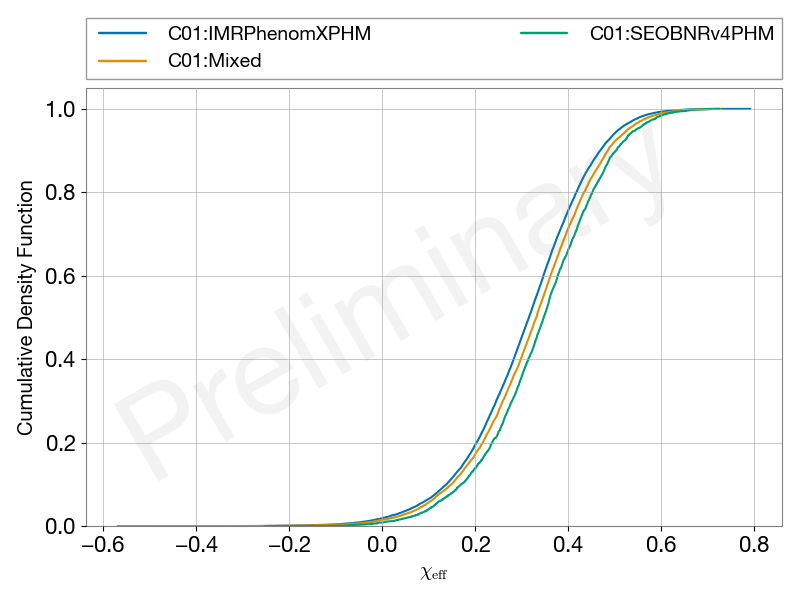 C01:IMRPhenomXPHM
C01:Mixed
C01:SEOBNRv4PHM
Preliminary
Cumulative Density Function
1.0
0.8
0.6
0.4
0.2
0.0
−0.6 −0.4 −0.2 0.0 0.2 0.4 0.6 0.8
χeff